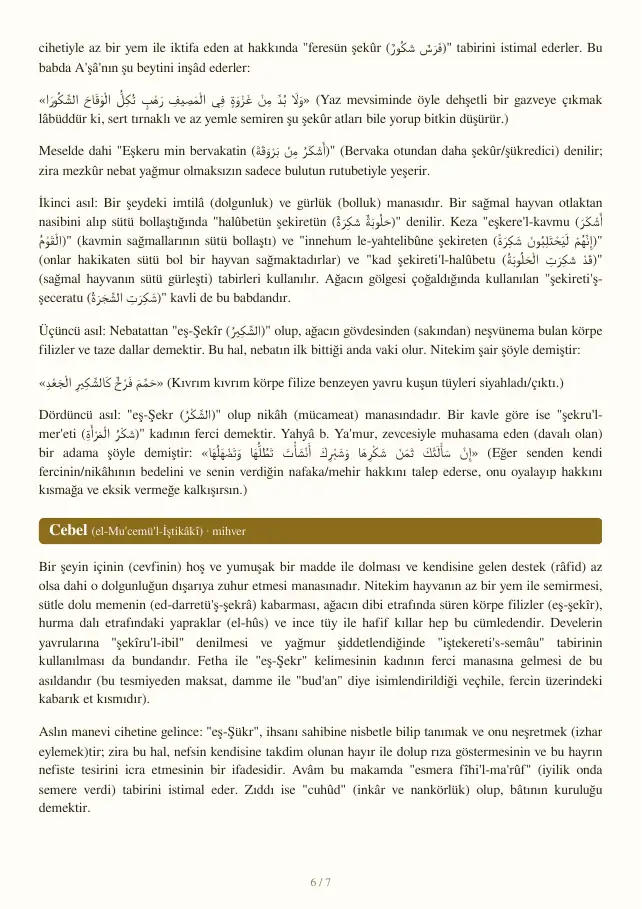 cihetiyle az bir yem ile iktifa eden at hakkında "feresün şekûr (فَرَسٌ شَكُورٌ)" tabirini istimal ederler. Bu
babda A'şâ'nın şu beytini inşâd ederler:
«وَلَا بُدَّ مِنْ غَزْوَةٍ فِي الْمَصِيفِ رَهْبٍ تُكِلُّ الْوَقَاحَ الشَّكُورَا» (Yaz mevsiminde öyle dehşetli bir gazveye çıkmak
lâbüddür ki, sert tırnaklı ve az yemle semiren şu şekûr atları bile yorup bitkin düşürür.)
Meselde dahi "Eşkeru min bervakatin (أَشْكَرُ مِنْ بَرْوَقَةٍ)" (Bervaka otundan daha şekûr/şükredici) denilir;
zira mezkûr nebat yağmur olmaksızın sadece bulutun rutubetiyle yeşerir.
İkinci asıl: Bir şeydeki imtilâ (dolgunluk) ve gürlük (bolluk) manasıdır. Bir sağmal hayvan otlaktan
nasibini alıp sütü bollaştığında "halûbetün şekiretün (حَلُوبَةٌ شَكِرَةٌ)" denilir. Keza "eşkere'l-kavmu (أَشْكَرَ
الْقَوْمُ)" (kavmin sağmallarının sütü bollaştı) ve "innehum le-yahtelibûne şekireten (إِنَّهُمْ لَيَحْتَلِبُونَ شَكِرَةً)"
(onlar hakikaten sütü bol bir hayvan sağmaktadırlar) ve "kad şekireti'l-halûbetu (قَدْ شَكِرَتِ الْحَلُوبَةُ)"
(sağmal hayvanın sütü gürleşti) tabirleri kullanılır. Ağacın gölgesi çoğaldığında kullanılan "şekireti'ş-
şeceratu (شَكِرَتِ الشَّجَرَةُ)" kavli de bu babdandır.
Üçüncü asıl: Nebatattan "eş-Şekîr (الشَّكِيرُ)" olup, ağacın gövdesinden (sakından) neşvünema bulan körpe
filizler ve taze dallar demektir. Bu hal, nebatın ilk bittiği anda vaki olur. Nitekim şair şöyle demiştir:
«حَمَّمَ فَرْخٌ كَالشَّكِيرِ الْجَعْدِ» (Kıvrım kıvrım körpe filize benzeyen yavru kuşun tüyleri siyahladı/çıktı.)
Dördüncü asıl: "eş-Şekr (الشَّكْرُ)" olup nikâh (mücameat) manasındadır. Bir kavle göre ise "şekru'l-
mer'eti (شَكْرُ الْمَرْأَةِ)" kadının ferci demektir. Yahyâ b. Ya'mur, zevcesiyle muhasama eden (davalı olan)
bir adama şöyle demiştir: «إِنْ سَأَلَتْكَ ثَمَنَ شَكْرِهَا وَشَبْرِكَ أَنْشَأْتَ تَطُلُّهَا وَتَضْهَلُهَا» (Eğer senden kendi
fercinin/nikâhının bedelini ve senin verdiğin nafaka/mehir hakkını talep ederse, onu oyalayıp hakkını
kısmağa ve eksik vermeğe kalkışırsın.)
Cebel (el-Mu'cemü'l-İştikâkî) · mihver
Bir şeyin içinin (cevfinin) hoş ve yumuşak bir madde ile dolması ve kendisine gelen destek (râfid) az
olsa dahi o dolgunluğun dışarıya zuhur etmesi manasınadır. Nitekim hayvanın az bir yem ile semirmesi,
sütle dolu memenin (ed-darretü'ş-şekrâ) kabarması, ağacın dibi etrafında süren körpe filizler (eş-şekîr),
hurma dalı etrafındaki yapraklar (el-hûs) ve ince tüy ile hafif kıllar hep bu cümledendir. Develerin
yavrularına "şekîru'l-ibil" denilmesi ve yağmur şiddetlendiğinde "iştekereti's-semâu" tabirinin
kullanılması da bundandır. Fetha ile "eş-Şekr" kelimesinin kadının ferci manasına gelmesi de bu
asıldandır (bu tesmiyeden maksat, damme ile "bud'an" diye isimlendirildiği veçhile, fercin üzerindeki
kabarık et kısmıdır).
Aslın manevi cihetine gelince: "eş-Şükr", ihsanı sahibine nisbetle bilip tanımak ve onu neşretmek (izhar
eylemek)tir; zira bu hal, nefsin kendisine takdim olunan hayır ile dolup rıza göstermesinin ve bu hayrın
nefiste tesirini icra etmesinin bir ifadesidir. Avâm bu makamda "esmera fîhi'l-ma'rûf" (iyilik onda
semere verdi) tabirini istimal eder. Zıddı ise "cuhûd" (inkâr ve nankörlük) olup, bâtının kuruluğu
demektir.
6 / 7